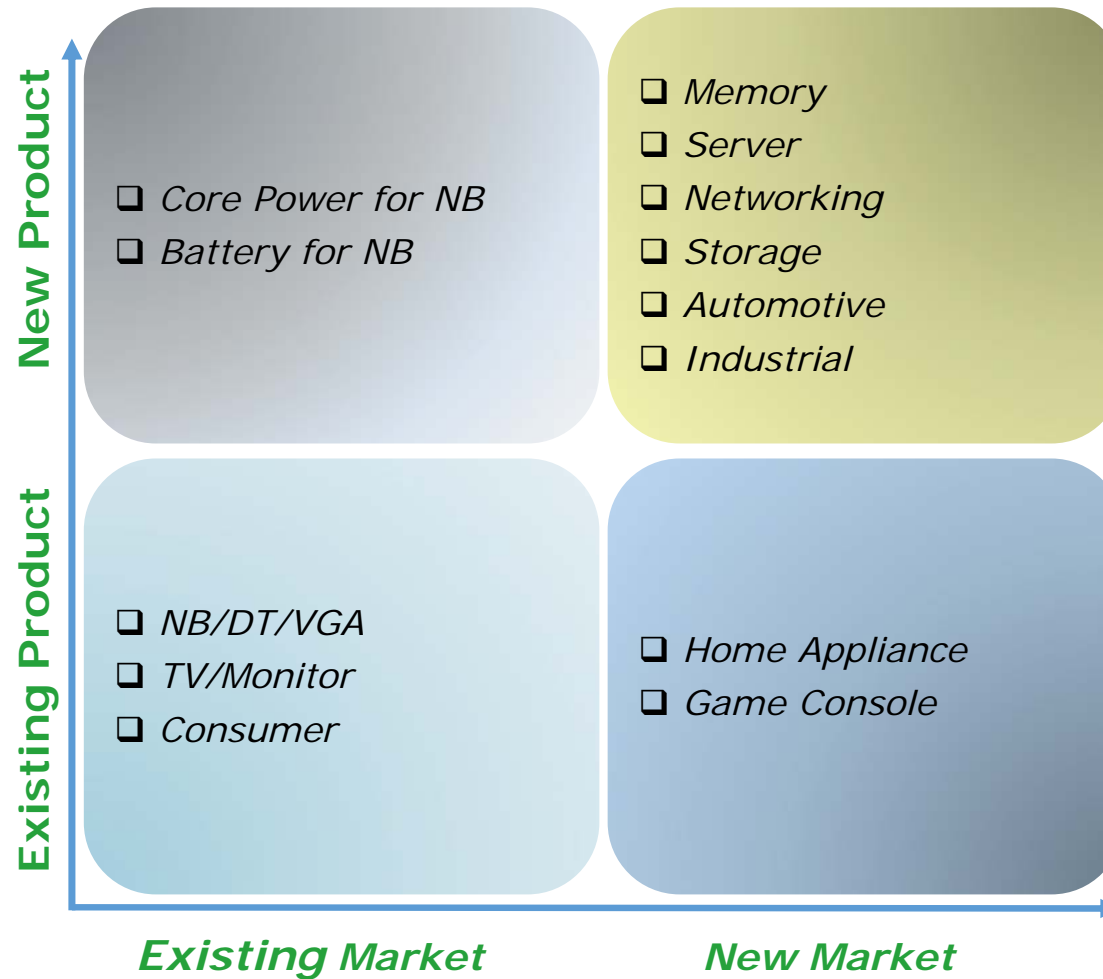 New Product
Core Power for NB
Battery for NB
Memory
Server
Networking
Storage
Automotive
Industrial
Existing Product
NB/DT/VGA
TV/Monitor
Consumer
Home Appliance
Game Console
Existing Market
New Market